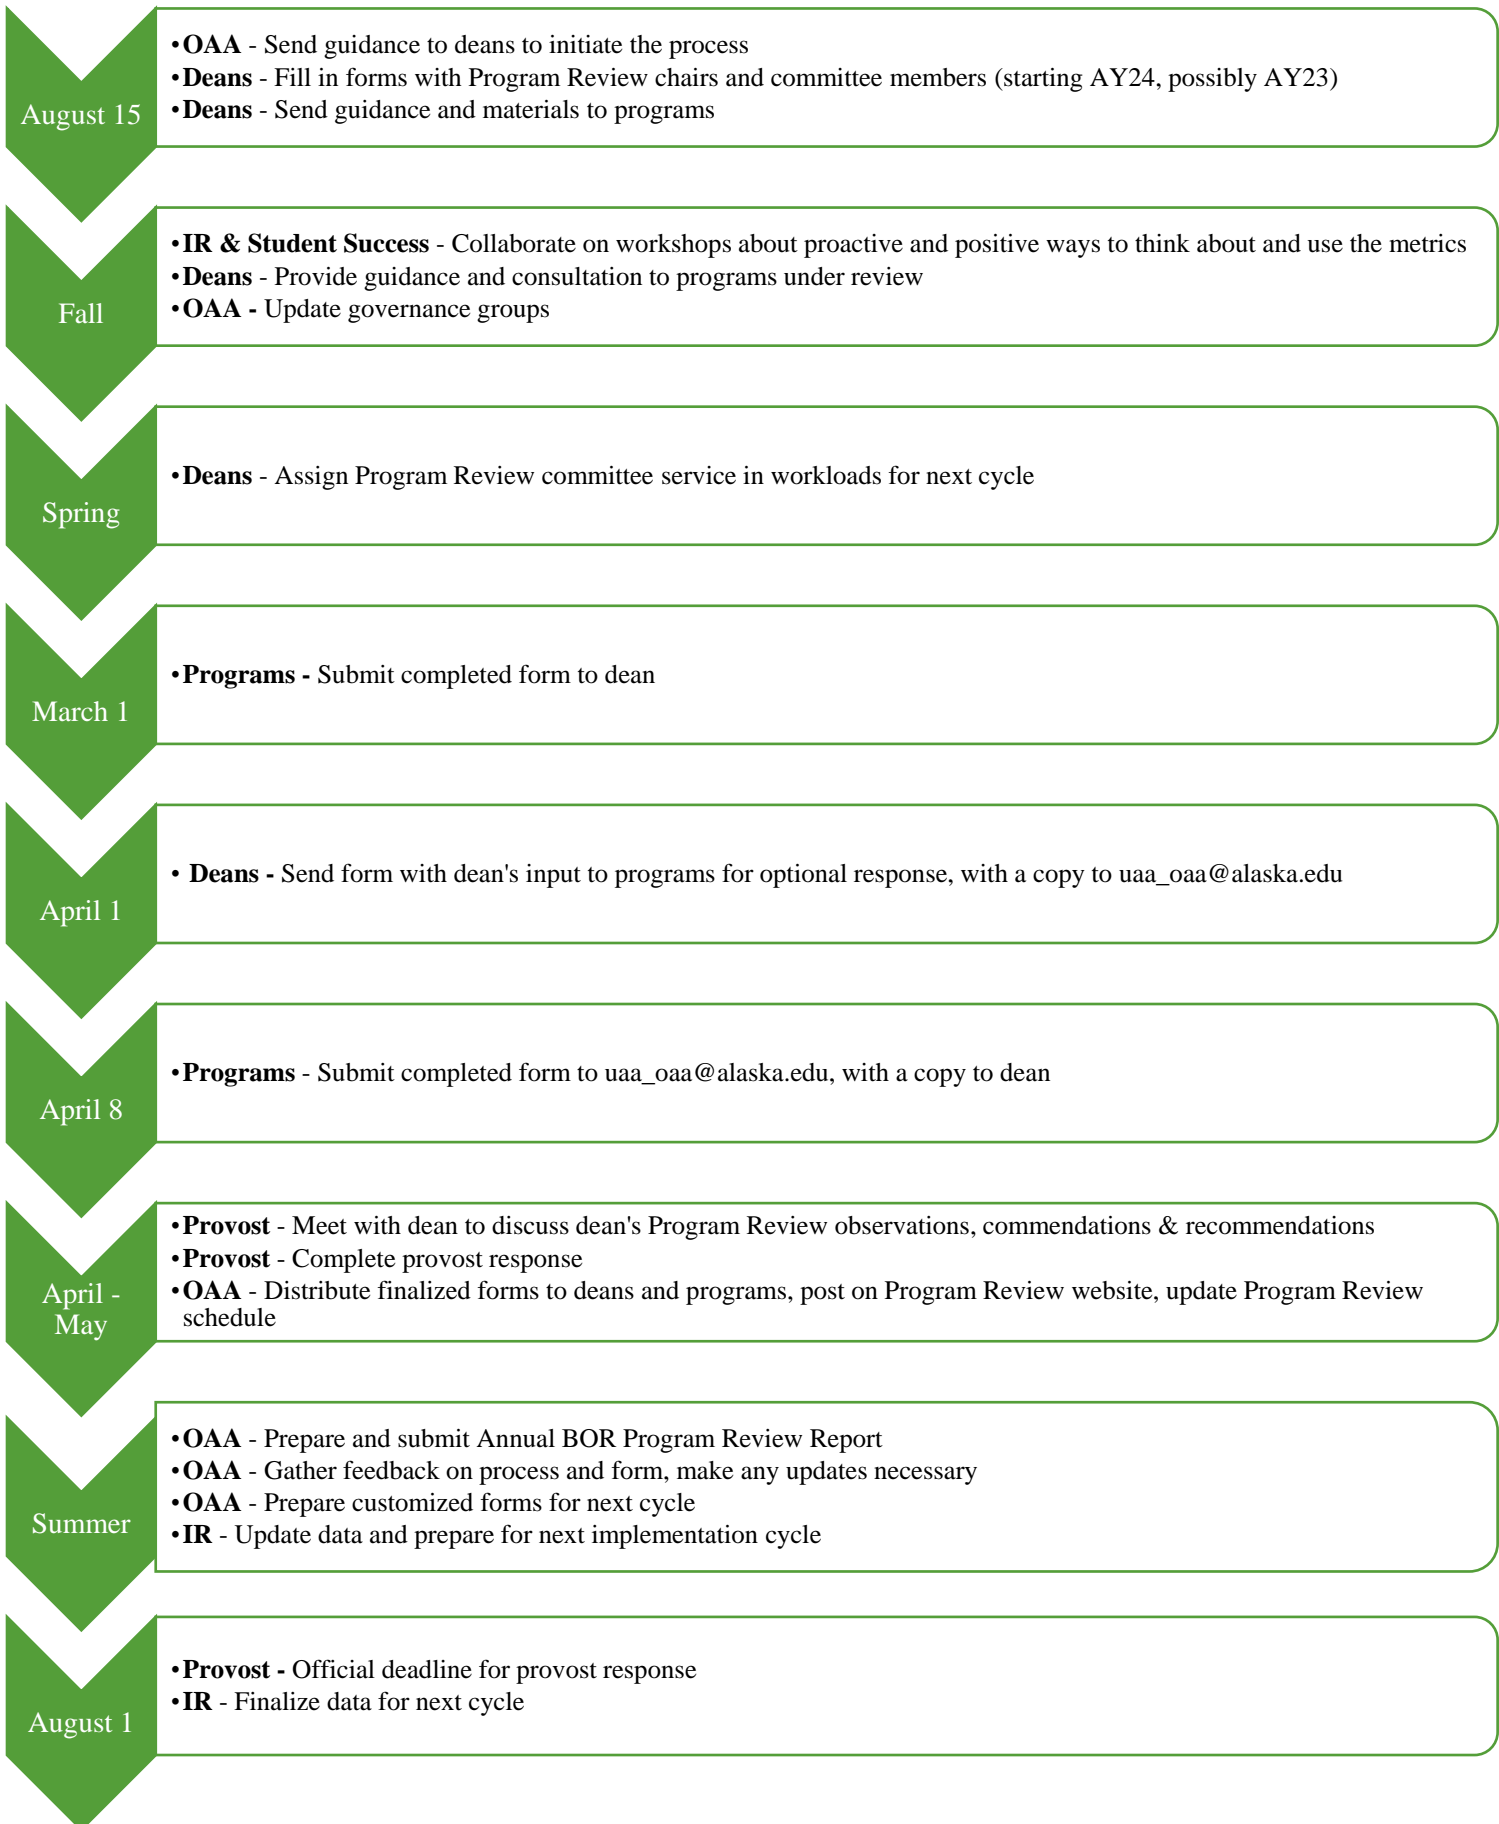 August 15
•OAA - Send guidance to deans to initiate the process
•Deans - Fill in forms with Program Review chairs and committee members (starting AY24, possibly AY23)
•Deans - Send guidance and materials to programs
Fall
•IR & Student Success - Collaborate on workshops about proactive and positive ways to think about and use the metrics
•Deans - Provide guidance and consultation to programs under review
•OAA - Update governance groups
Spring
•Deans - Assign Program Review committee service in workloads for next cycle
March 1
•Programs - Submit completed form to dean
April 1
• Deans - Send form with dean's input to programs for optional response, with a copy to uaa_oaa@alaska.edu
April 8
•Programs - Submit completed form to uaa_oaa@alaska.edu, with a copy to dean
April -
May
•Provost - Meet with dean to discuss dean's Program Review observations, commendations & recommendations
•Provost - Complete provost response
•OAA - Distribute finalized forms to deans and programs, post on Program Review website, update Program Review
schedule
Summer
•OAA - Prepare and submit Annual BOR Program Review Report
•OAA - Gather feedback on process and form, make any updates necessary
•OAA - Prepare customized forms for next cycle
•IR - Update data and prepare for next implementation cycle
August 1
•Provost - Official deadline for provost response
•IR - Finalize data for next cycle